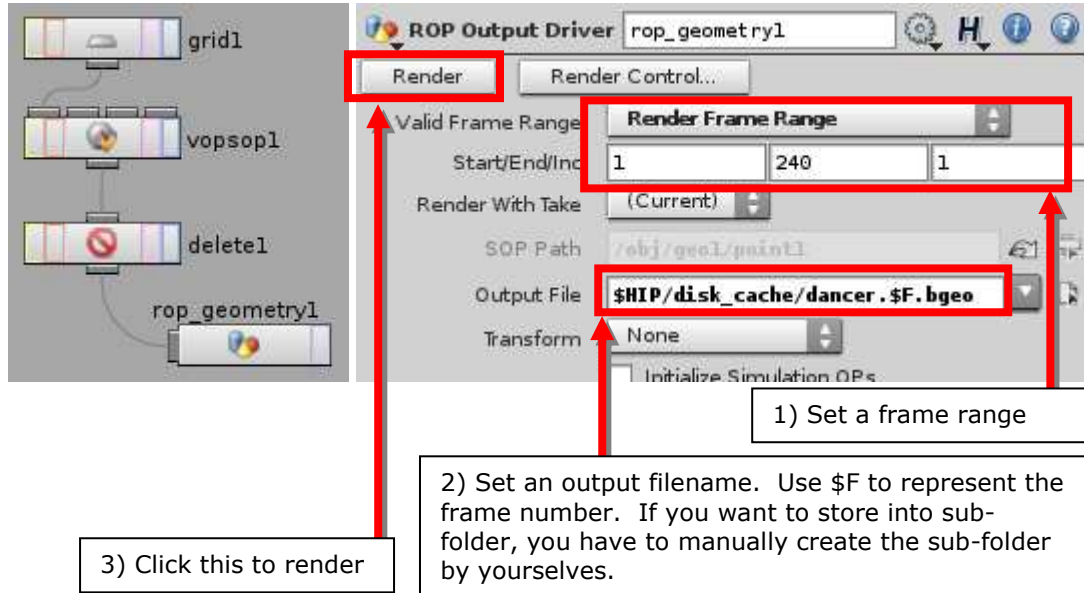 grid1
vopsop1
delete1
rop_geometry1
ROP Output Driver rop_geometry1
Render Render Control...
Valid Frame Range Render Frame Range
Start/End/Inc 1 240 1
Render With Take (Current)
SOP Path /obj/geo1/point1
Output File $HIP/disk_cache/dancer.$F.bgeo
Transform None
Initialize Simulation OPs
1) Set a frame range
2) Set an output filename. Use $F to represent the
frame number. If you want to store into sub-
folder, you have to manually create the sub-folder
by yourselves.
3) Click this to render